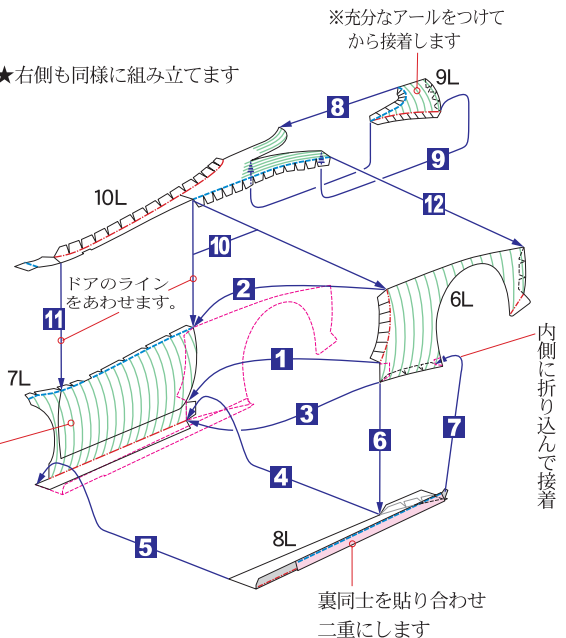 ※充分なアールをつけて
から接着します
★右側も同様に組み立てます
9L
8
9
10L
12
10
2
ドアのライン
をあわせます。
11
6L
7L
1
3
内側に折り込んで接着
6
7
4
5
8L
裏同士を貼り合わせ
二重にします